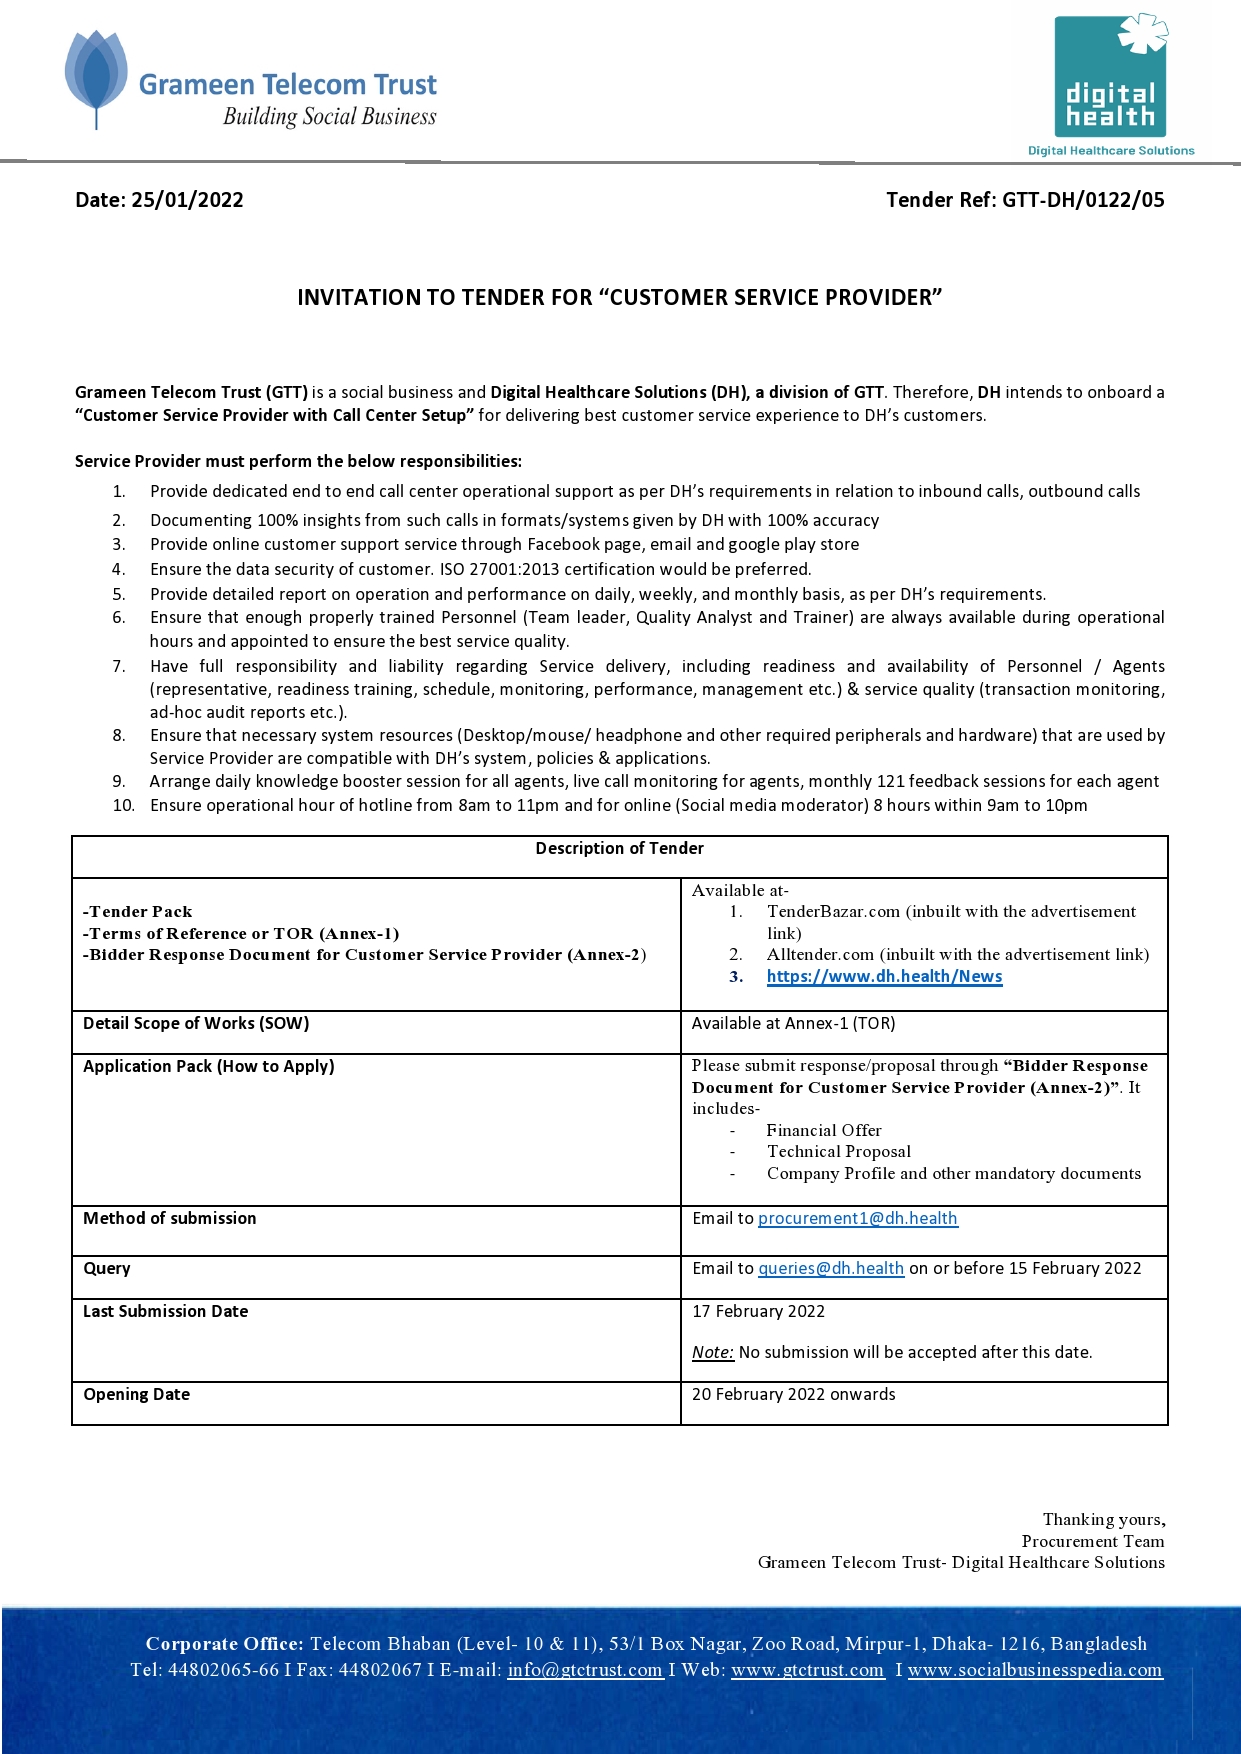 Grameen Telecom Trust
Building Social Business
digital
health
Digital Healthcare Solutions
Date: 25/01/2022 Tender Ref: GTT-DH/0122/05
INVITATION TO TENDER FOR “CUSTOMER SERVICE PROVIDER”
Grameen Telecom Trust (GTT) is a social business and Digital Healthcare Solutions (DH), a division of GTT. Therefore, DH intends to onboard a
“Customer Service Provider with Call Center Setup” for delivering best customer service experience to DH’s customers.
Service Provider must perform the below responsibilities:
1. Provide dedicated end to end call center operational support as per DH’s requirements in relation to inbound calls, outbound calls
2. Documenting 100% insights from such calls in formats/systems given by DH with 100% accuracy
3. Provide online customer support service through Facebook page, email and google play store
4. Ensure the data security of customer. ISO 27001:2013 certification would be preferred.
5. Provide detailed report on operation and performance on daily, weekly, and monthly basis, as per DH’s requirements.
6. Ensure that enough properly trained Personnel (Team leader, Quality Analyst and Trainer) are always available during operational
hours and appointed to ensure the best service quality.
7. Have full responsibility and liability regarding Service delivery, including readiness and availability of Personnel / Agents
(representative, readiness training, schedule, monitoring, performance, management etc.) & service quality (transaction monitoring,
ad-hoc audit reports etc.).
8. Ensure that necessary system resources (Desktop/mouse/ headphone and other required peripherals and hardware) that are used by
Service Provider are compatible with DH’s system, policies & applications.
9. Arrange daily knowledge booster session for all agents, live call monitoring for agents, monthly 121 feedback sessions for each agent
10. Ensure operational hour of hotline from 8am to 11pm and for online (Social media moderator) 8 hours within 9am to 10pm
Description of Tender
-Tender Pack
-Terms of Reference or TOR (Annex-1)
-Bidder Response Document for Customer Service Provider (Annex-2)
Available at-
1. TenderBazar.com (inbuilt with the advertisement
link)
2. Alltender.com (inbuilt with the advertisement link)
3. https://www.dh.health/News
Detail Scope of Works (SOW)
Available at Annex-1 (TOR)
Application Pack (How to Apply)
Please submit response/proposal through “Bidder Response
Document for Customer Service Provider (Annex-2)”. It
includes-
- Financial Offer
- Technical Proposal
- Company Profile and other mandatory documents
Method of submission
Email to procurement1@dh.health
Query
Email to queries@dh.health on or before 15 February 2022
Last Submission Date
17 February 2022
Note: No submission will be accepted after this date.
Opening Date
20 February 2022 onwards
Thanking yours,
Procurement Team
Grameen Telecom Trust- Digital Healthcare Solutions
Corporate Office: Telecom Bhaban (Level- 10 & 11), 53/1 Box Nagar, Zoo Road, Mirpur-1, Dhaka- 1216, Bangladesh
Tel: 44802065-66 I Fax: 44802067 I E-mail: info@gtctrust.com I Web: www.gtctrust.com I www.socialbusinesspedia.com